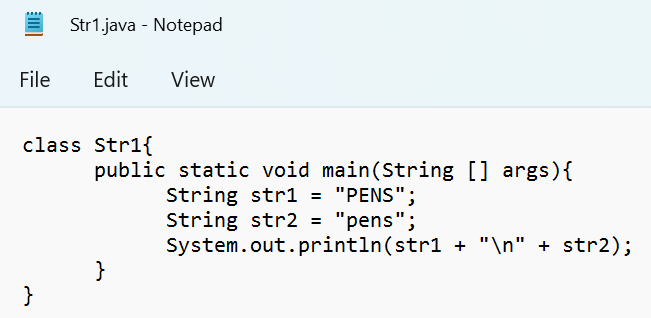 Str1.java - Notepad
File Edit View
class Str1{
public static void main(String [] args){
String str1 = "PENS";
String str2 = "pens";
System.out.println(str1 + "\n" + str2);
}
}